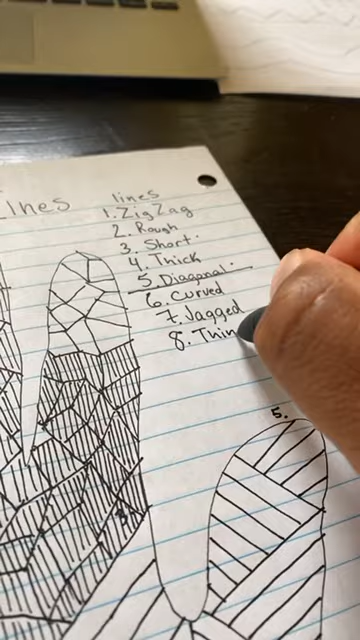 Lines
lines
1. ZigZag
2. Rough
3. Short.
4. Thick
5. Diagonal.
6. Curved
7. Jagged
8. Thin
5.